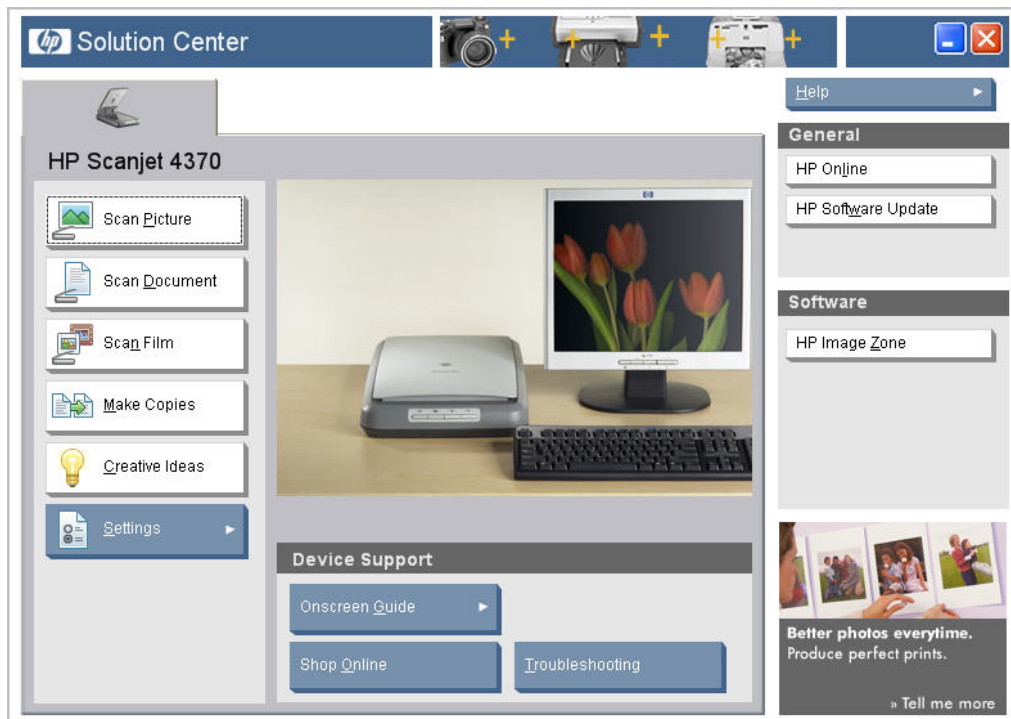 hp Solution Center
Help
HP Scanjet 4370
Scan Picture
Scan Document
Scan Film
Make Copies
Creative Ideas
Settings
Device Support
Onscreen Guide
Shop Online
Troubleshooting
General
HP Online
HP Software Update
Software
HP Image Zone
Better photos everytime.
Produce perfect prints.
» Tell me more